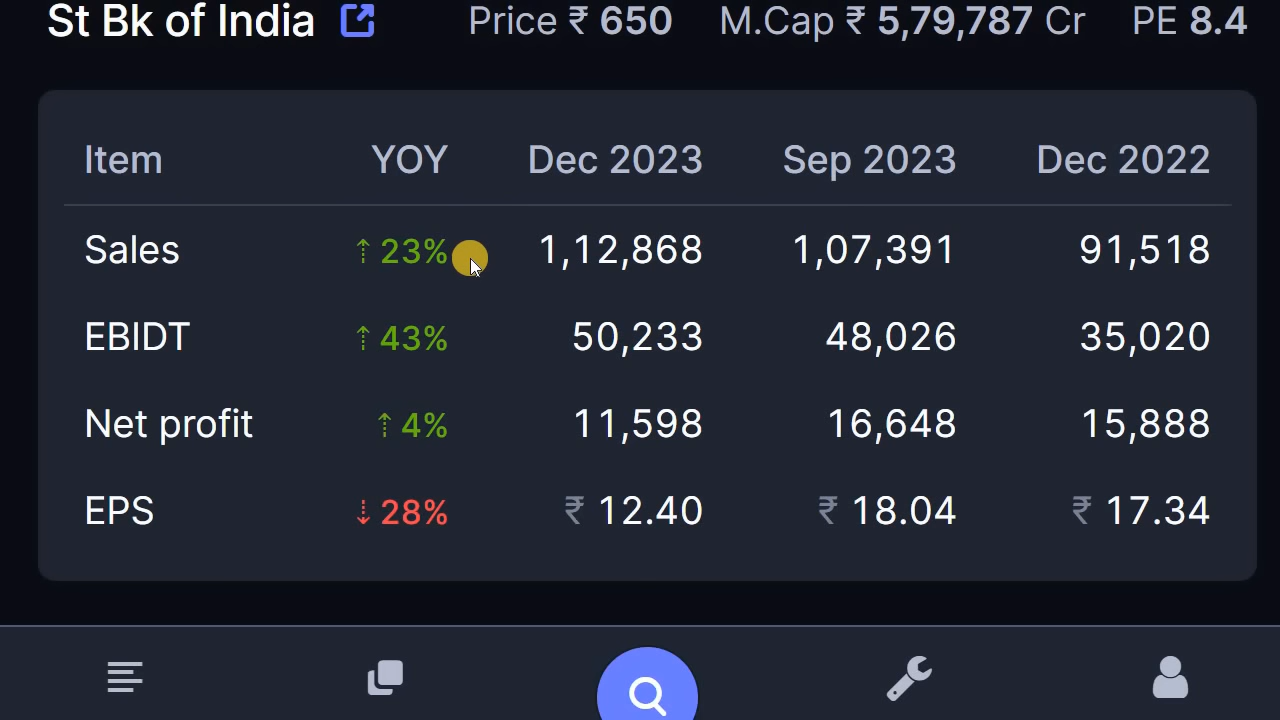 St Bk of India Price ₹ 650 M.Cap ₹ 5,79,787 Cr PE 8.4
Item YOY Dec 2023 Sep 2023 Dec 2022
Sales ⇡ 23% 1,12,868 1,07,391 91,518
EBIDT ⇡ 43% 50,233 48,026 35,020
Net profit ⇡ 4% 11,598 16,648 15,888
EPS ⇣ 28% ₹ 12.40 ₹ 18.04 ₹ 17.34